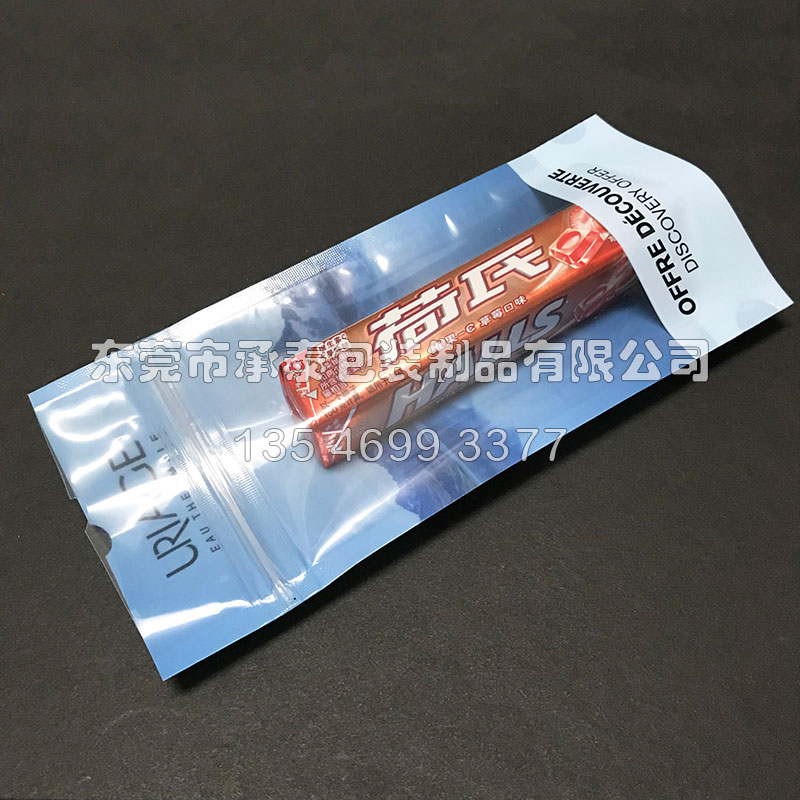 OFFRE DÉCOUVERTE
DISCOVERY OFFER
荷氏
草莓口味
HALLS
东莞市承泰包装制品有限公司
135 4699 3377
URIAGE
EAU THERMALE